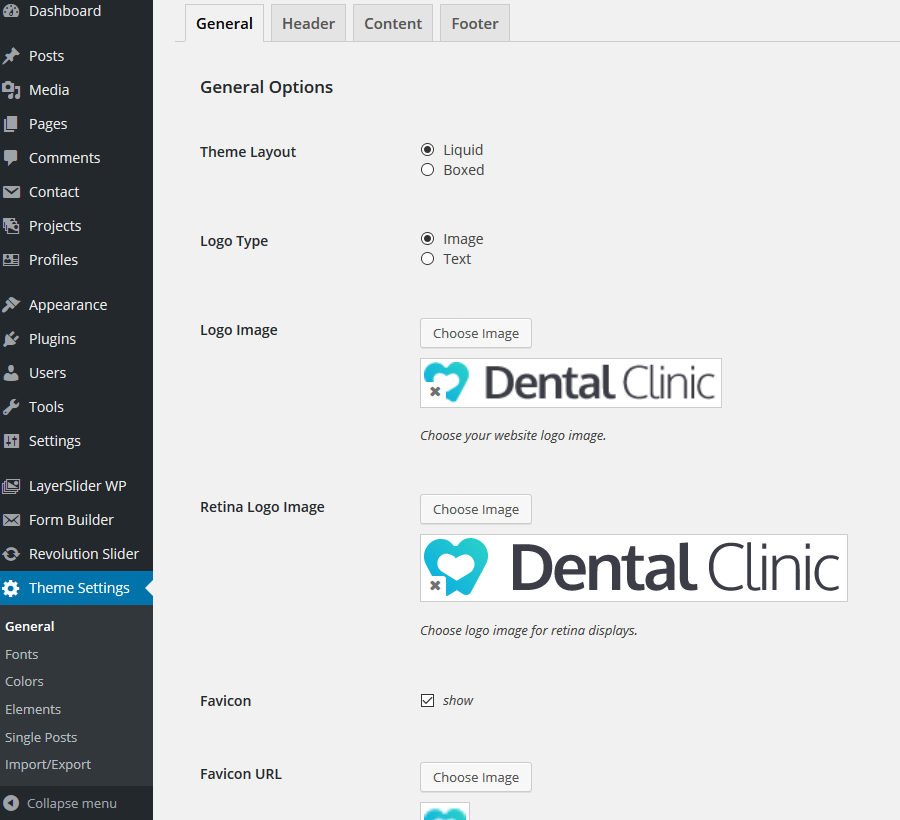 Dashboard
Posts
Media
Pages
Comments
Contact
Projects
Profiles
Appearance
Plugins
Users
Tools
Settings
LayerSlider WP
Form Builder
Revolution Slider
Theme Settings
General
Fonts
Colors
Elements
Single Posts
Import/Export
Collapse menu
General Header Content Footer
General Options
Theme Layout Liquid
Boxed
Logo Type Image
Text
Logo Image Choose Image
Dental Clinic
Choose your website logo image.
Retina Logo Image Choose Image
Dental Clinic
Choose logo image for retina displays.
Favicon show
Favicon URL Choose Image